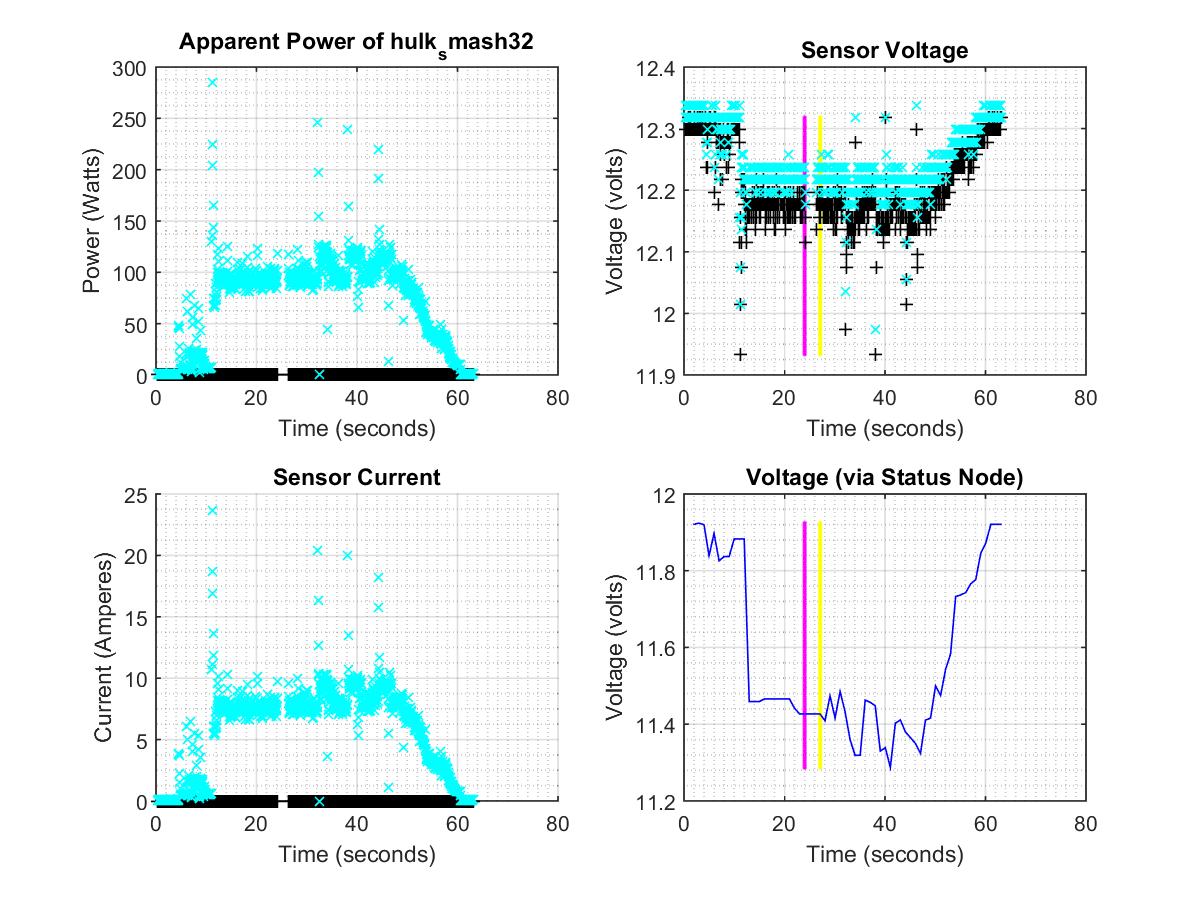 Apparent Power of hulksmash32
300
250
200
150
100
50
0
Power (Watts)
0 20 40 60 80
Time (seconds)
Sensor Voltage
12.4
12.3
12.2
12.1
12
11.9
Voltage (volts)
0 20 40 60 80
Time (seconds)
Sensor Current
25
20
15
10
5
0
Current (Amperes)
0 20 40 60 80
Time (seconds)
Voltage (via Status Node)
12
11.8
11.6
11.4
11.2
Voltage (volts)
0 20 40 60 80
Time (seconds)